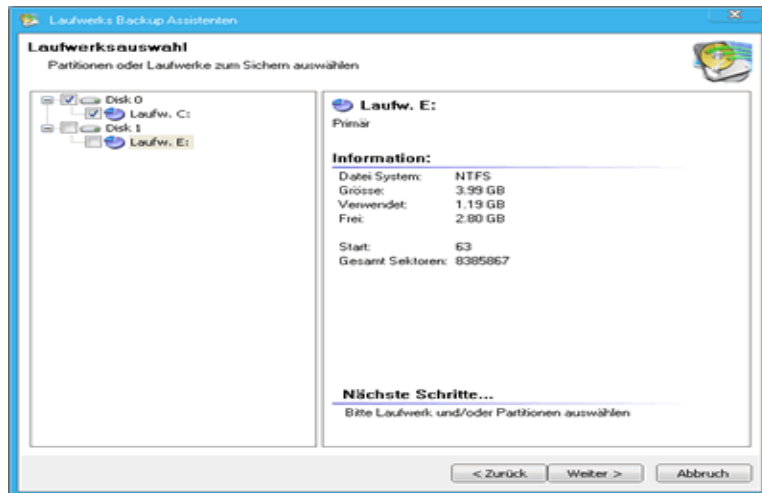 Laufwerks Backup Assistenten
Laufwerksauswahl
Partitionen oder Laufwerke zum Sichern auswählen
Disk 0
Laufw. C:
Disk 1
Laufw. E:
Laufw. E:
Primär
Information:
Datei System: NTFS
Grösse: 3.99 GB
Verwendet: 1.19 GB
Frei: 2.80 GB
Start: 63
Gesamt Sektoren: 8385867
Nächste Schritte...
Bitte Laufwerk und/oder Partitionen auswählen
< Zurück Weiter > Abbruch